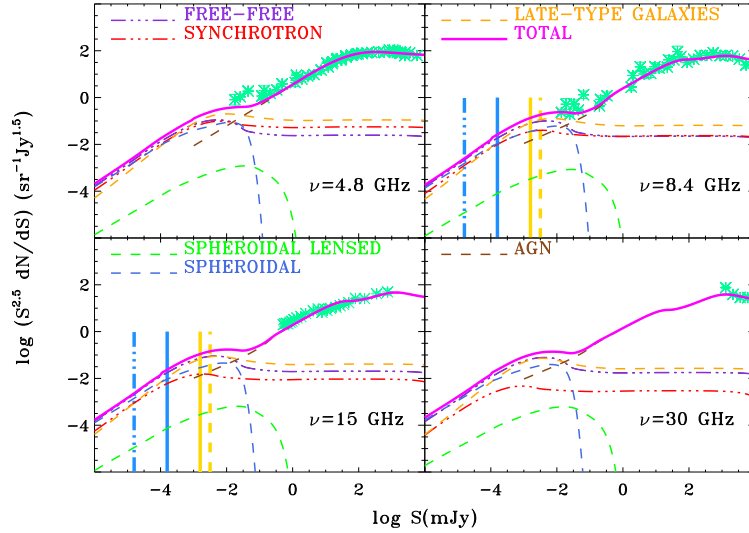 FREE-FREE
SYNCHROTRON
LATE-TYPE GALAXIES
TOTAL
2
0
-2
-4
ν=4.8 GHz
ν=8.4 GHz
log (S^2.5 dN/dS) (sr^-1 Jy^1.5)
SPHEROIDAL LENSED
SPHEROIDAL
AGN
2
0
-2
-4
ν=15 GHz
ν=30 GHz
-4 -2 0 2 -4 -2 0 2
log S(mJy)